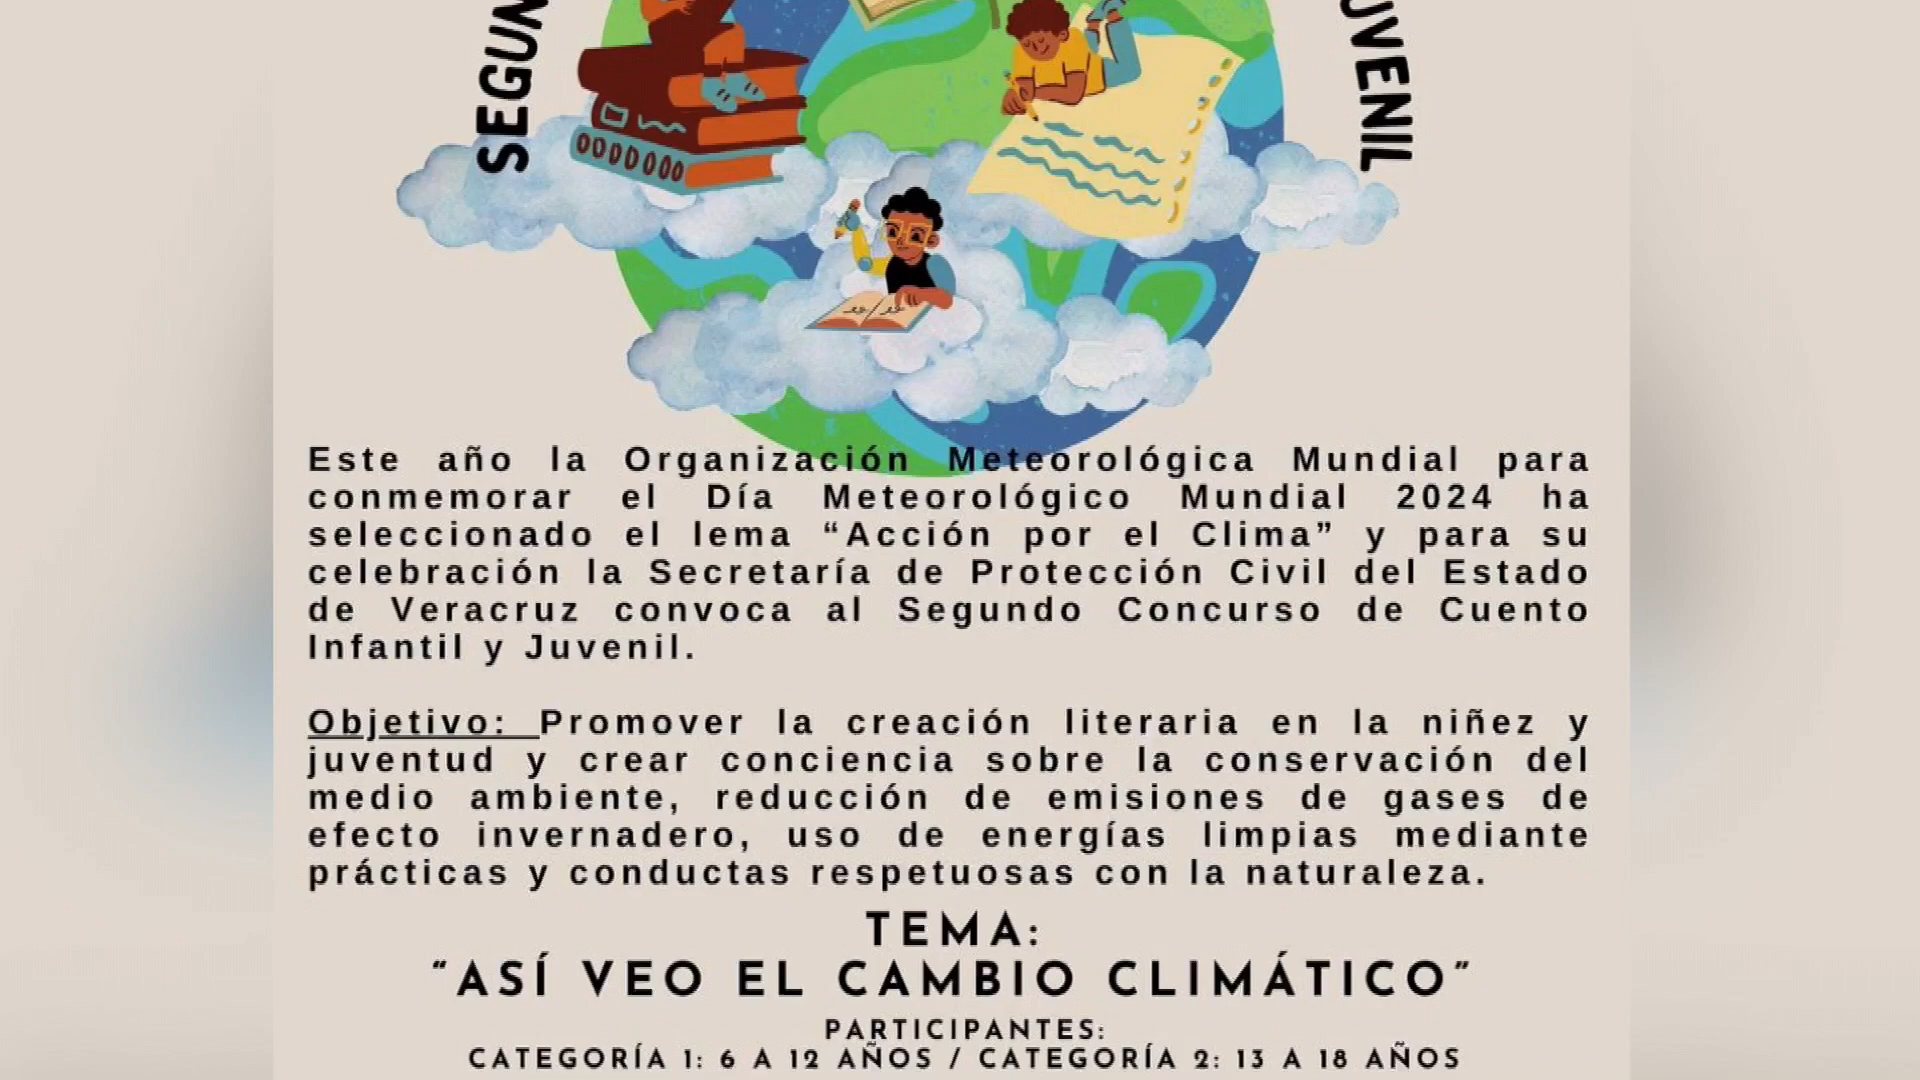 SEGUN
UVENIL
Este año la Organización Meteorológica Mundial para
conmemorar el Día Meteorológico Mundial 2024 ha
seleccionado el lema “Acción por el Clima” y para su
celebración la Secretaría de Protección Civil del Estado
de Veracruz convoca al Segundo Concurso de Cuento
Infantil y Juvenil.
Objetivo: Promover la creación literaria en la niñez y
juventud y crear conciencia sobre la conservación del
medio ambiente, reducción de emisiones de gases de
efecto invernadero, uso de energías limpias mediante
prácticas y conductas respetuosas con la naturaleza.
TEMA:
“ASÍ VEO EL CAMBIO CLIMÁTICO”
PARTICIPANTES:
CATEGORÍA 1: 6 A 12 AÑOS / CATEGORÍA 2: 13 A 18 AÑOS